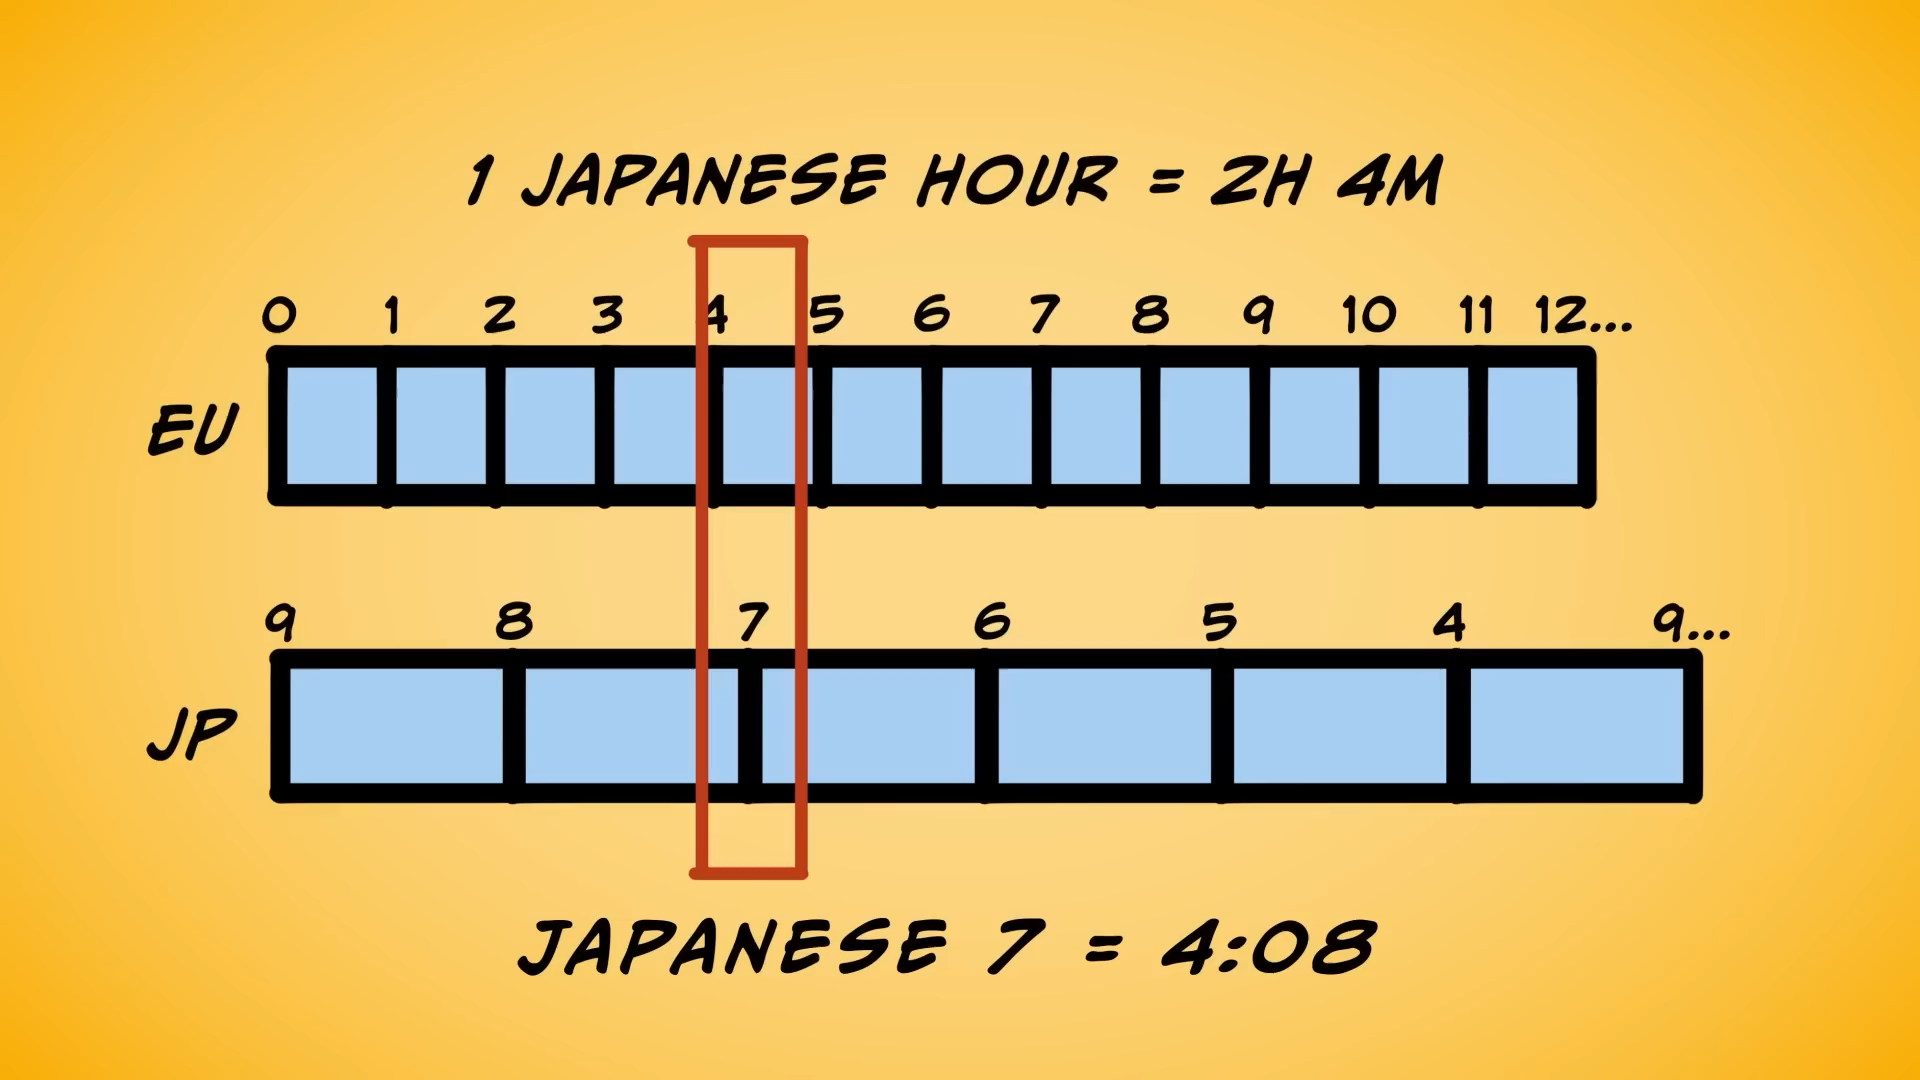 1 JAPANESE HOUR = 2H 4M
0 1 2 3 4 5 6 7 8 9 10 11 12...
EU
9 8 7 6 5 4 9...
JP
JAPANESE 7 = 4:08